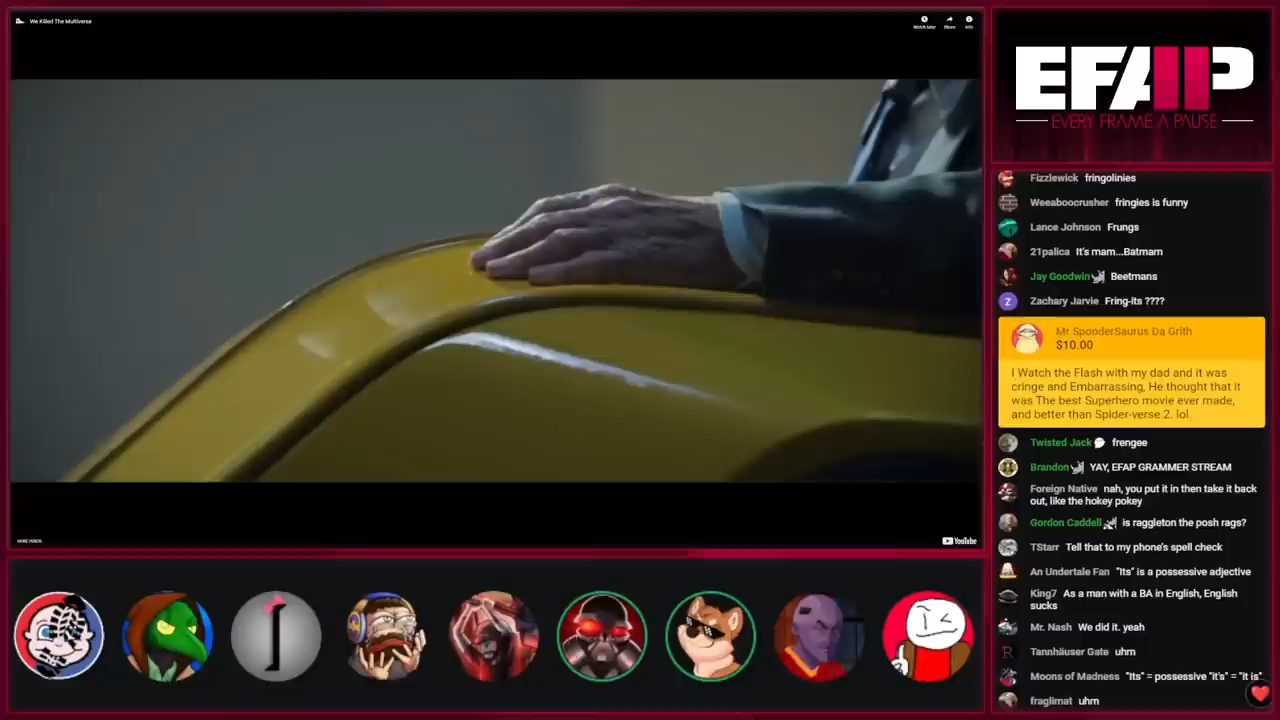 We Killed The Multiverse
Watch later
Share
Info
MORE VIDEOS
YouTube
EFAP
EVERY FRAME A PAUSE
Fizzlewick fringolinies
Weeaboocrusher fringies is funny
Lance Johnson Frungs
21palica It's mam...Batmam
Jay Goodwin Beetmans
Zachary Jarvie Fring-its ????
Z
Mr SpooderSaurus Da Grith
$10.00
I Watch the Flash with my dad and it was
cringe and Embarrassing, He thought that it
was The best Superhero movie ever made,
and better than Spider-verse 2. lol.
Twisted Jack frengee
Brandon YAY, EFAP GRAMMER STREAM
Foreign Native nah, you put it in then take it back
out, like the hokey pokey
Gordon Caddell is raggleton the posh rags?
TStarr Tell that to my phone's spell check
An Undertale Fan "Its" is a possessive adjective
King7 As a man with a BA in English, English
sucks
Mr. Nash We did it. yeah
R
Tannhäuser Gate uhm
Moons of Madness "Its" = possessive "it's" = "it is"
fraglimat uhm